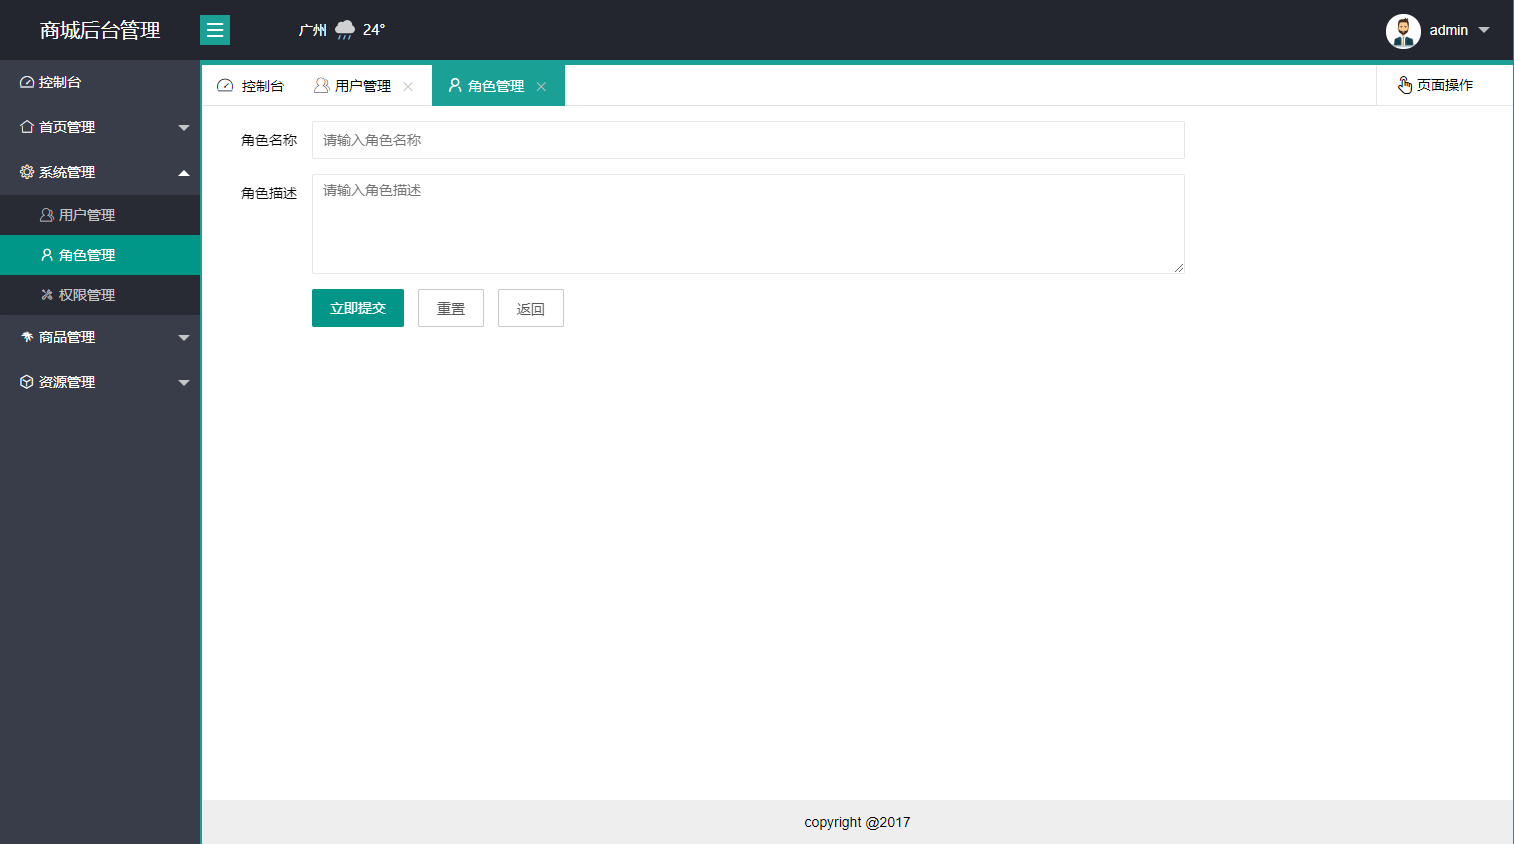 商城后台管理
广州 24°
admin
控制台
首页管理
系统管理
用户管理
角色管理
权限管理
商品管理
资源管理
控制台
用户管理
角色管理
页面操作
角色名称
请输入角色名称
角色描述
请输入角色描述
立即提交
重置
返回
copyright @2017